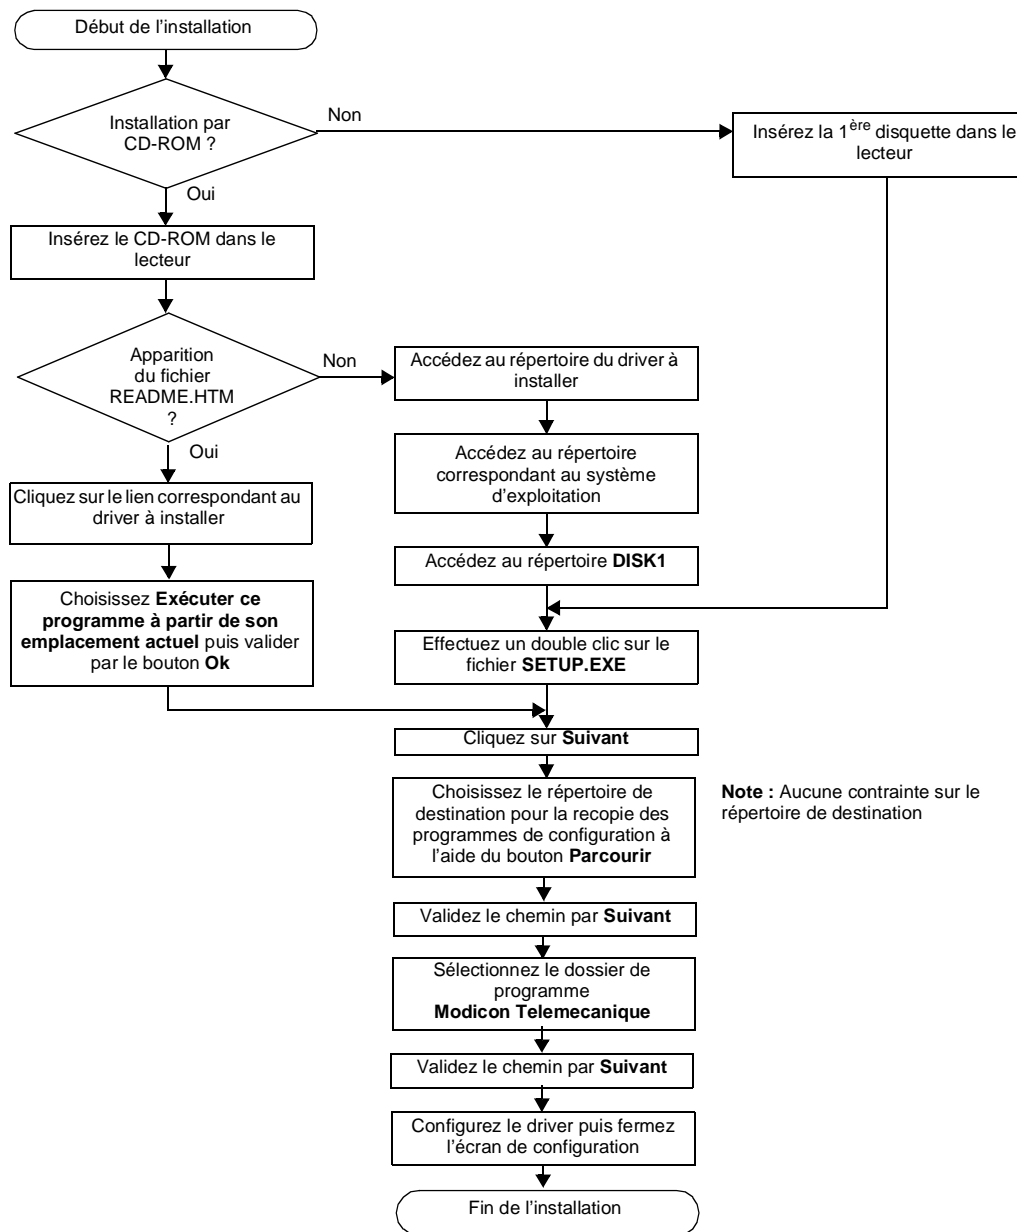 Début de l'installation
Installation par
CD-ROM ?
Non
Insérez la 1ère disquette dans le
lecteur
Oui
Insérez le CD-ROM dans le
lecteur
Apparition
du fichier
README.HTM
?
Non
Accédez au répertoire du driver à
installer
Oui
Accédez au répertoire
correspondant au système
d'exploitation
Cliquez sur le lien correspondant au
driver à installer
Accédez au répertoire DISK1
Choisissez Exécuter ce
programme à partir de son
emplacement actuel puis valider
par le bouton Ok
Effectuez un double clic sur le
fichier SETUP.EXE
Cliquez sur Suivant
Choisissez le répertoire de
destination pour la recopie des
programmes de configuration à
l'aide du bouton Parcourir
Note : Aucune contrainte sur le
répertoire de destination
Validez le chemin par Suivant
Sélectionnez le dossier de
programme
Modicon Telemecanique
Validez le chemin par Suivant
Configurez le driver puis fermez
l'écran de configuration
Fin de l'installation